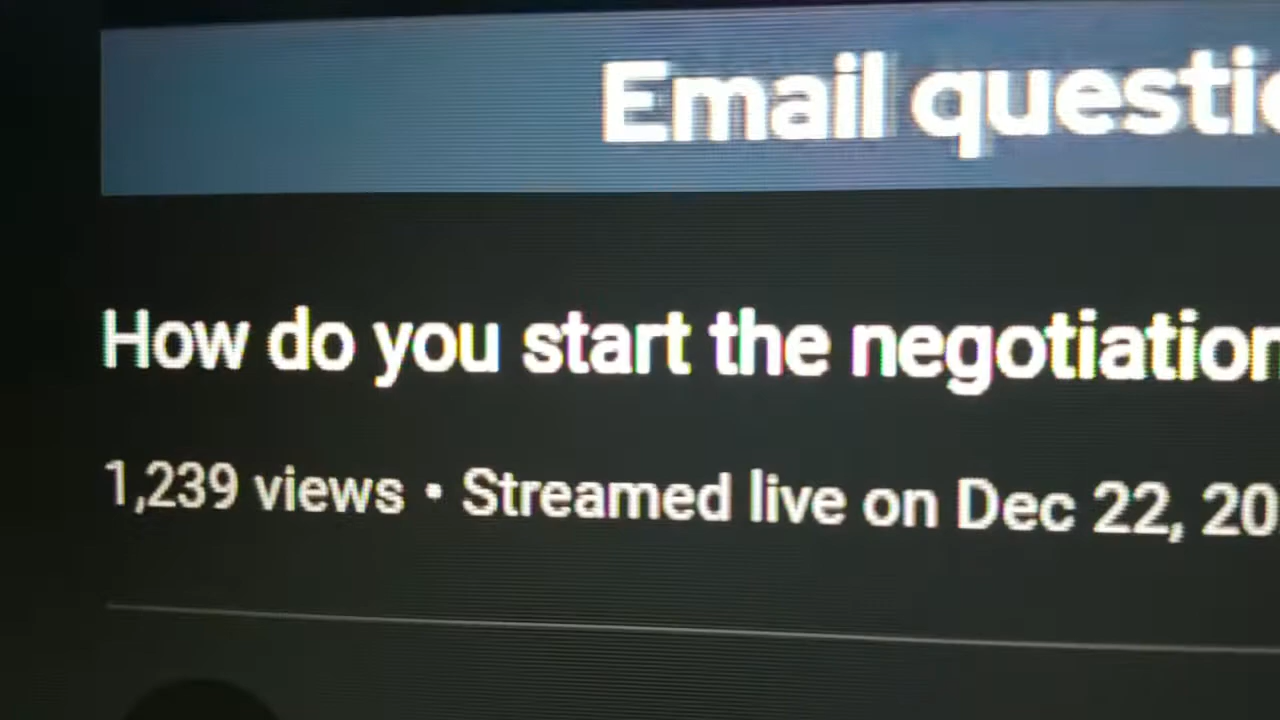 Email questi
How do you start the negotiation
1,239 views • Streamed live on Dec 22, 20